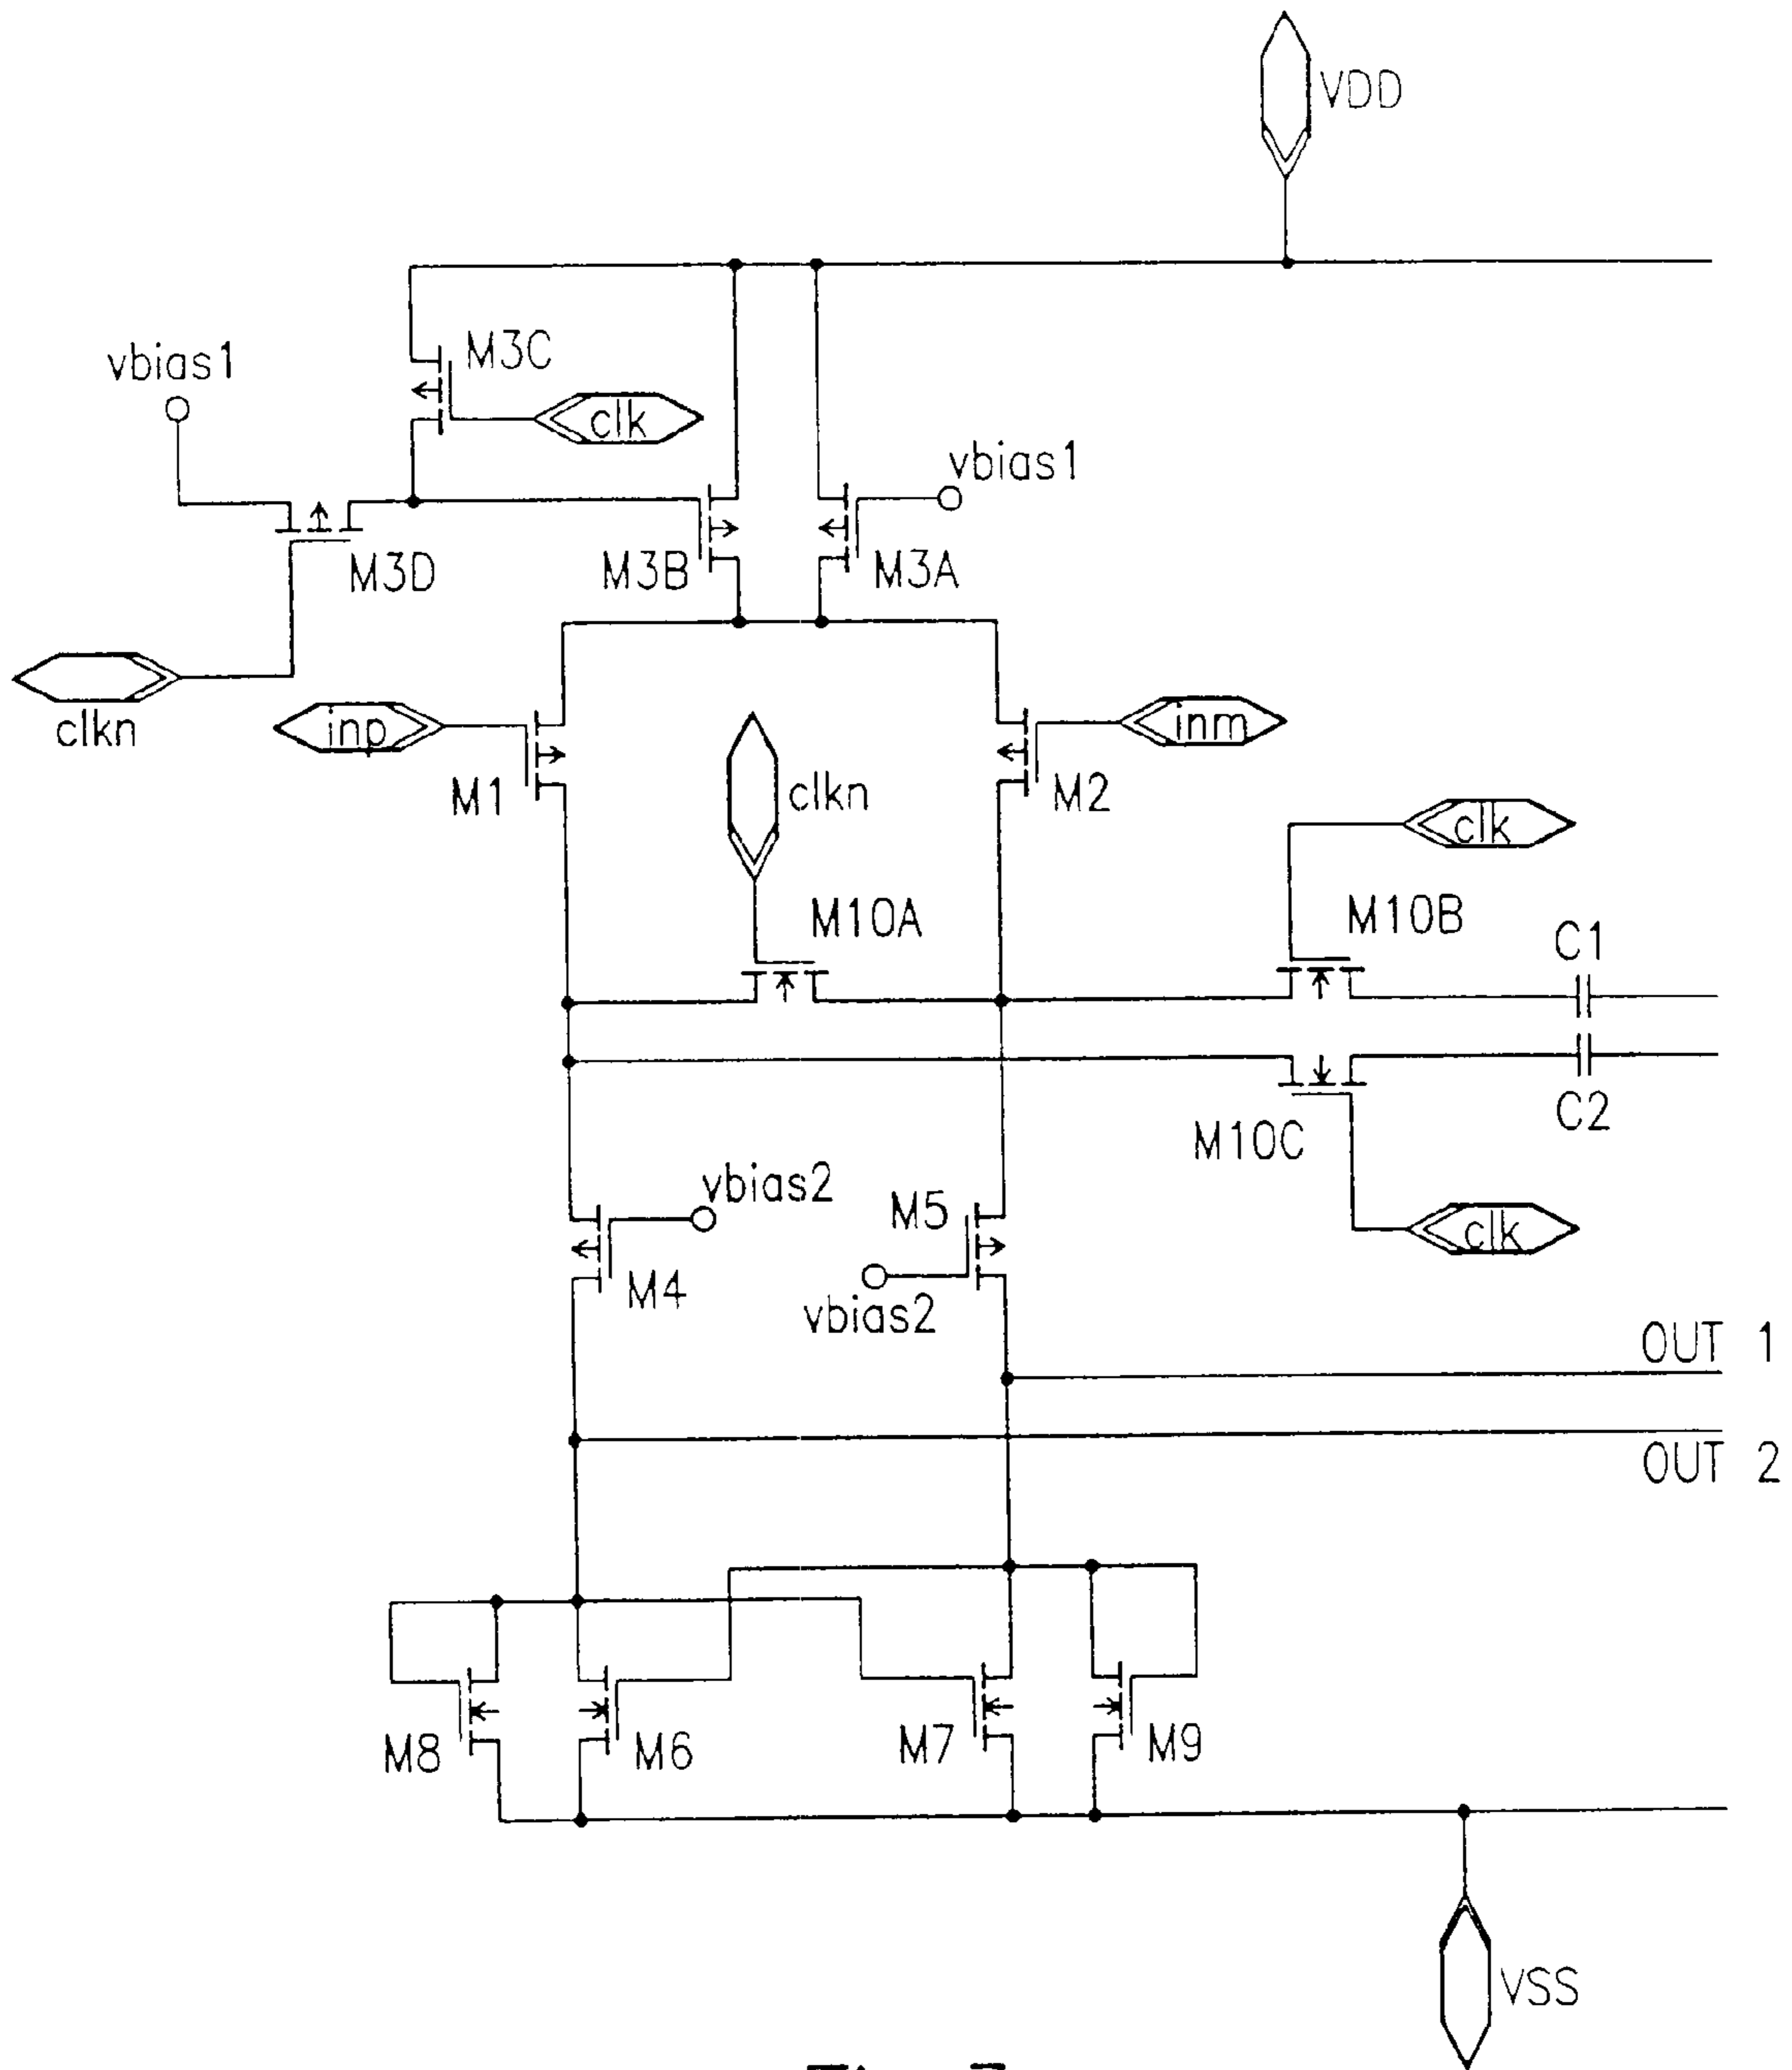 VDD
M3C
vbias1
clk
vbias1
M3D
M3B
M3A
clkn
inp
inm
M1
clkn
M2
clk
M10A
M10B
C1
M10C
C2
vbias2
M5
clk
M4
vbias2
OUT 1
OUT 2
M8
M6
M7
M9
VSS